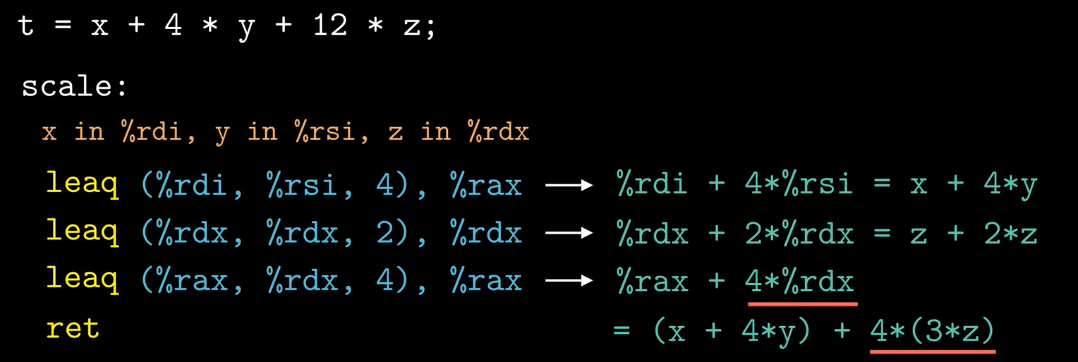 t = x + 4 * y + 12 * z;
scale:
x in %rdi, y in %rsi, z in %rdx
leaq (%rdi, %rsi, 4), %rax ⟶ %rdi + 4*%rsi = x + 4*y
leaq (%rdx, %rdx, 2), %rdx ⟶ %rdx + 2*%rdx = z + 2*z
leaq (%rax, %rdx, 4), %rax ⟶ %rax + 4*%rdx
ret = (x + 4*y) + 4*(3*z)